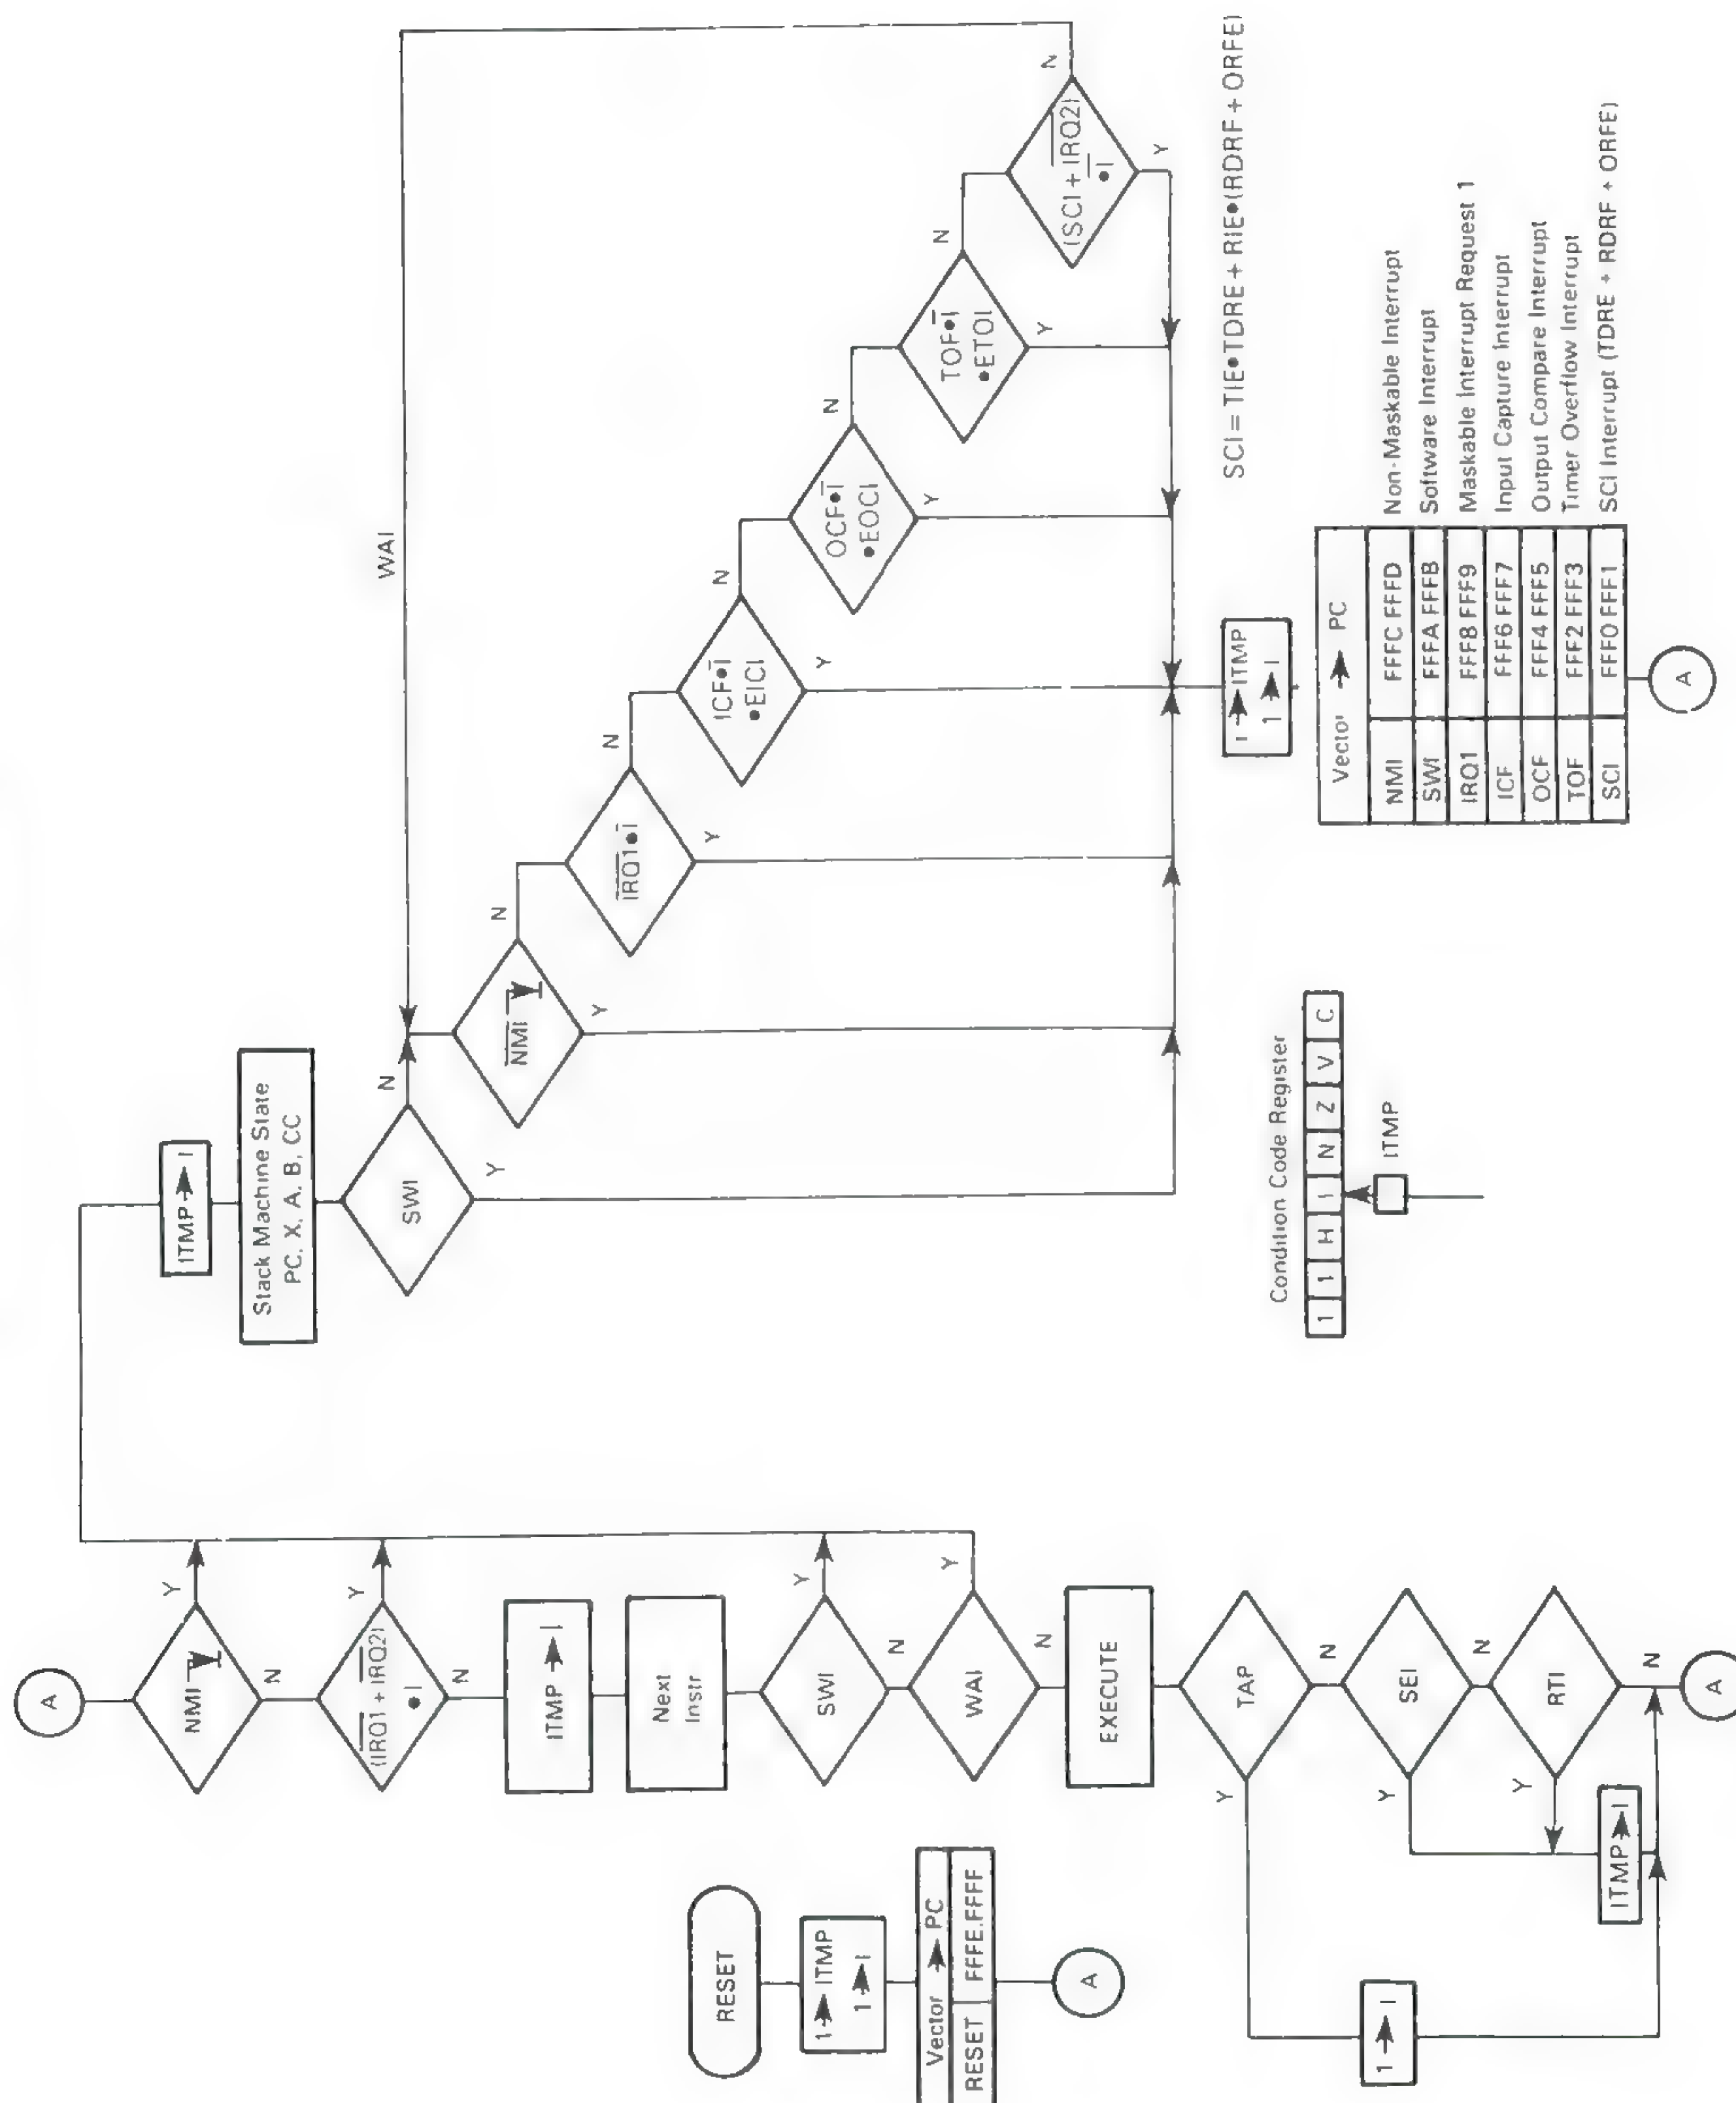 A
NMI
Y
N
(IRQ1 + IRQ2)
•I
Y
N
ITMP → I
Next
Instr
SWI
Y
N
WAI
Y
N
EXECUTE
TAP
Y
N
SEI
Y
N
RTI
Y
N
ITMP → I
1 → I
A
RESET
1 → ITMP
1 → I
Vector → PC
RESET FFFE.FFFF
A
ITMP → I
Stack Machine State
PC, X, A, B, CC
SWI
N
Y
WAI
NMI
N
Y
IRQ1•I
N
Y
ICF•I
•EICI
N
Y
OCF•I
•EOCI
N
Y
TOF•I
•ETOI
N
Y
(SCI + IRQ2)
•I
N
Y
SCI = TIE•TDRE + RIE•(RDRF + ORFE)
1 → ITMP
1 → I
Vector → PC
NMI FFFC FFFD Non-Maskable Interrupt
SWI FFFA FFFB Software Interrupt
IRQ1 FFF8 FFF9 Maskable Interrupt Request 1
ICF FFF6 FFF7 Input Capture Interrupt
OCF FFF4 FFF5 Output Compare Interrupt
TOF FFF2 FFF3 Timer Overflow Interrupt
SCI FFF0 FFF1 SCI Interrupt (TDRE + RDRF + ORFE)
A
Condition Code Register
1 1 H I N Z V C
ITMP